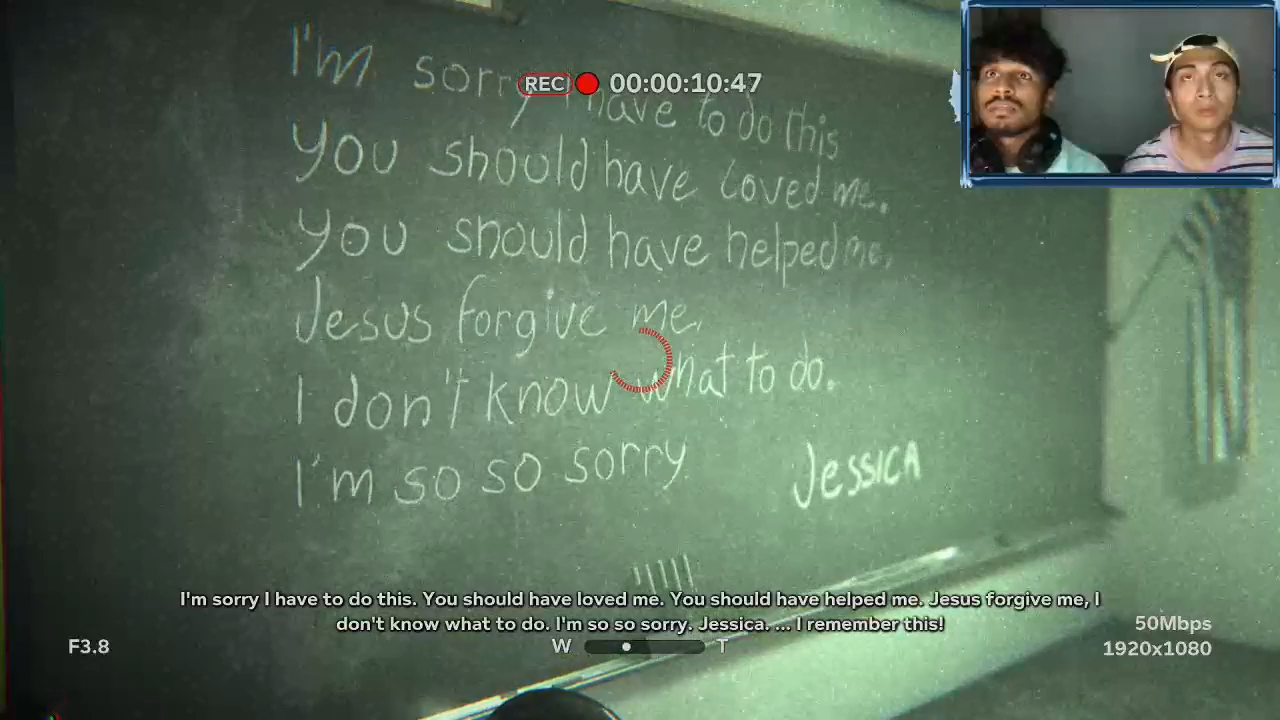 I'm sorry I have to do this
REC 00:00:10:47
You should have loved me.
You should have helped me.
Jesus forgive me,
I don't know what to do.
I'm so so sorry
Jessica
I'm sorry I have to do this. You should have loved me. You should have helped me. Jesus forgive me, I
don't know what to do. I'm so so sorry. Jessica. ... I remember this!
50Mbps
F3.8
W T
1920x1080